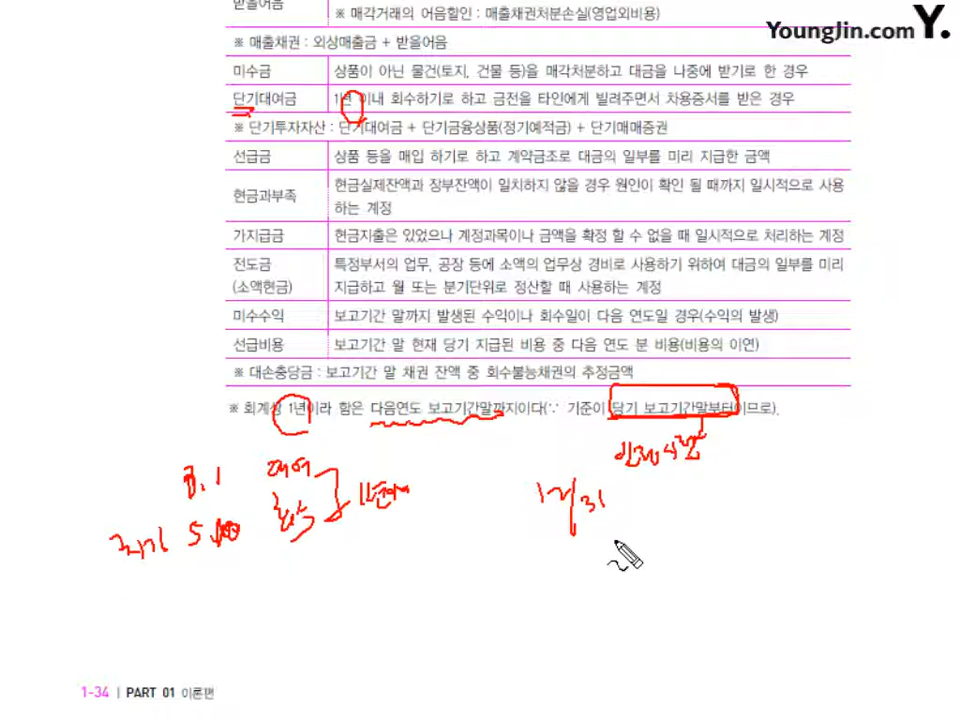 YoungJin.com Y.
받을어음
※ 매각거래의 어음할인 : 매출채권처분손실(영업외비용)
※ 매출채권 : 외상매출금 + 받을어음
미수금 상품이 아닌 물건(토지, 건물 등)을 매각처분하고 대금을 나중에 받기로 한 경우
단기대여금 1년 이내 회수하기로 하고 금전을 타인에게 빌려주면서 차용증서를 받은 경우
※ 단기투자자산 : 단기대여금 + 단기금융상품(정기예적금) + 단기매매증권
선급금 상품 등을 매입 하기로 하고 계약금조로 대금의 일부를 미리 지급한 금액
현금과부족 현금실제잔액과 장부잔액이 일치하지 않을 경우 원인이 확인 될 때까지 일시적으로 사용
하는 계정
가지급금 현금지출은 있었으나 계정과목이나 금액을 확정 할 수 없을 때 일시적으로 처리하는 계정
전도금 특정부서의 업무, 공장 등에 소액의 업무상 경비로 사용하기 위하여 대금의 일부를 미리
(소액현금) 지급하고 월 또는 분기단위로 정산할 때 사용하는 계정
미수수익 보고기간 말까지 발생된 수익이나 회수일이 다음 연도일 경우(수익의 발생)
선급비용 보고기간 말 현재 당기 지급된 비용 중 다음 연도 분 비용(비용의 이연)
※ 대손충당금 : 보고기간 말 채권 잔액 중 회수불능채권의 추정금액
※ 회계상 1년이라 함은 다음연도 보고기간말까지이다(∵ 기준이 당기 보고기간말부터이므로).
12/31
1-34 | PART 01 이론편